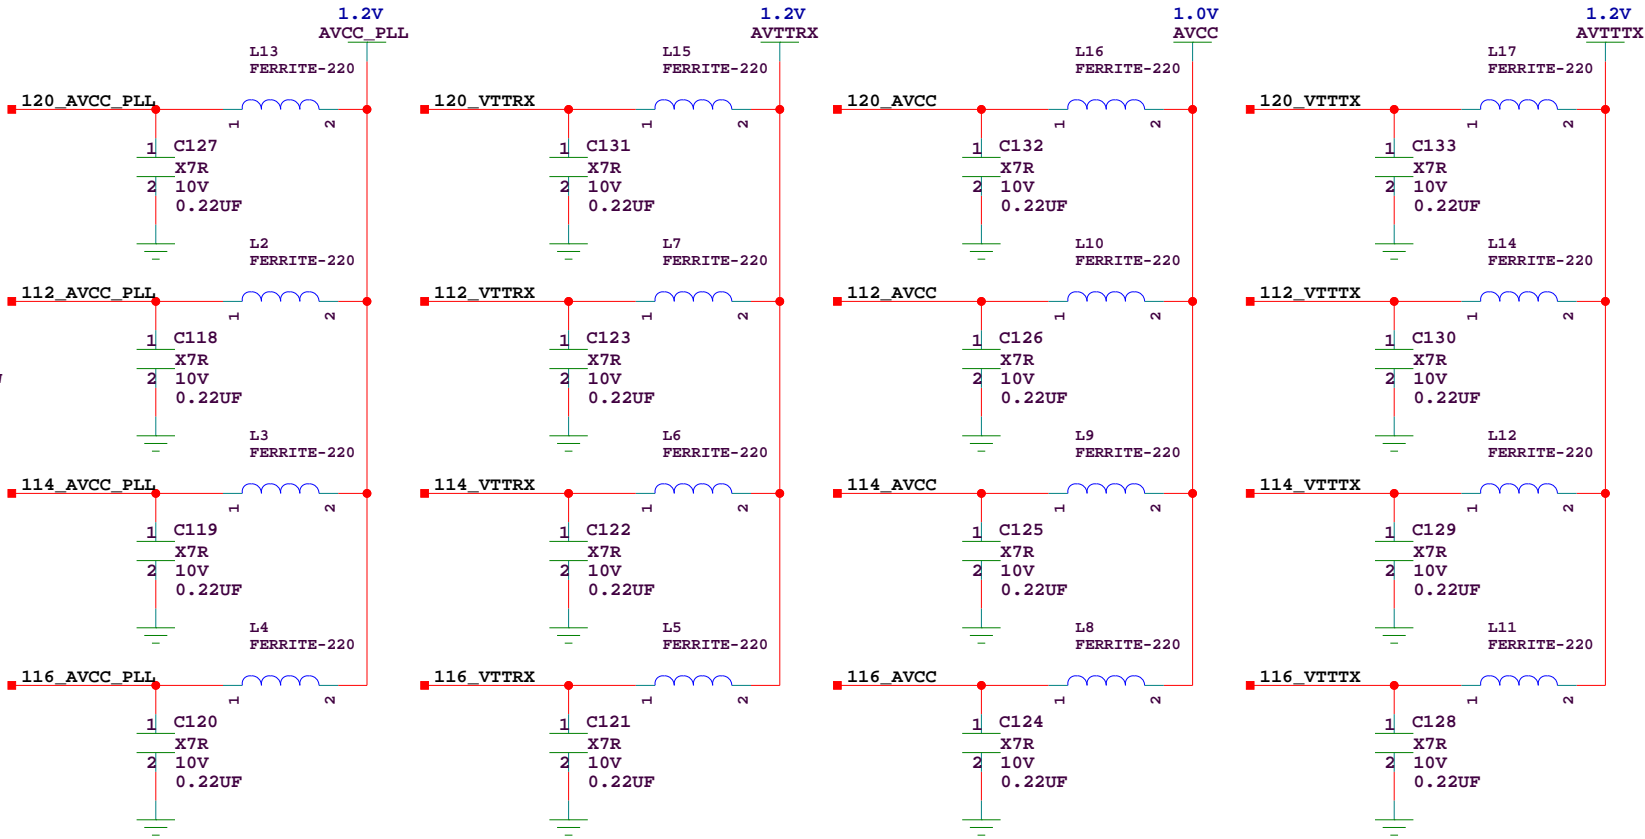 1.2V
AVCC_PLL
L13
FERRITE-220
120_AVCC_PLL
1
2
1 C127
X7R
2 10V
0.22UF
L2
FERRITE-220
112_AVCC_PLL
1
2
1 C118
X7R
2 10V
0.22UF
L3
FERRITE-220
114_AVCC_PLL
1
2
1 C119
X7R
2 10V
0.22UF
L4
FERRITE-220
116_AVCC_PLL
1
2
1 C120
X7R
2 10V
0.22UF
1.2V
AVTTRX
L15
FERRITE-220
120_VTTRX
1
2
1 C131
X7R
2 10V
0.22UF
L7
FERRITE-220
112_VTTRX
1
2
1 C123
X7R
2 10V
0.22UF
L6
FERRITE-220
114_VTTRX
1
2
1 C122
X7R
2 10V
0.22UF
L5
FERRITE-220
116_VTTRX
1
2
1 C121
X7R
2 10V
0.22UF
1.0V
AVCC
L16
FERRITE-220
120_AVCC
1
2
1 C132
X7R
2 10V
0.22UF
L10
FERRITE-220
112_AVCC
1
2
1 C126
X7R
2 10V
0.22UF
L9
FERRITE-220
114_AVCC
1
2
1 C125
X7R
2 10V
0.22UF
L8
FERRITE-220
116_AVCC
1
2
1 C124
X7R
2 10V
0.22UF
1.2V
AVTTTX
L17
FERRITE-220
120_VTTTX
1
2
1 C133
X7R
2 10V
0.22UF
L14
FERRITE-220
112_VTTTX
1
2
1 C130
X7R
2 10V
0.22UF
L12
FERRITE-220
114_VTTTX
1
2
1 C129
X7R
2 10V
0.22UF
L11
FERRITE-220
116_VTTTX
1
2
1 C128
X7R
2 10V
0.22UF